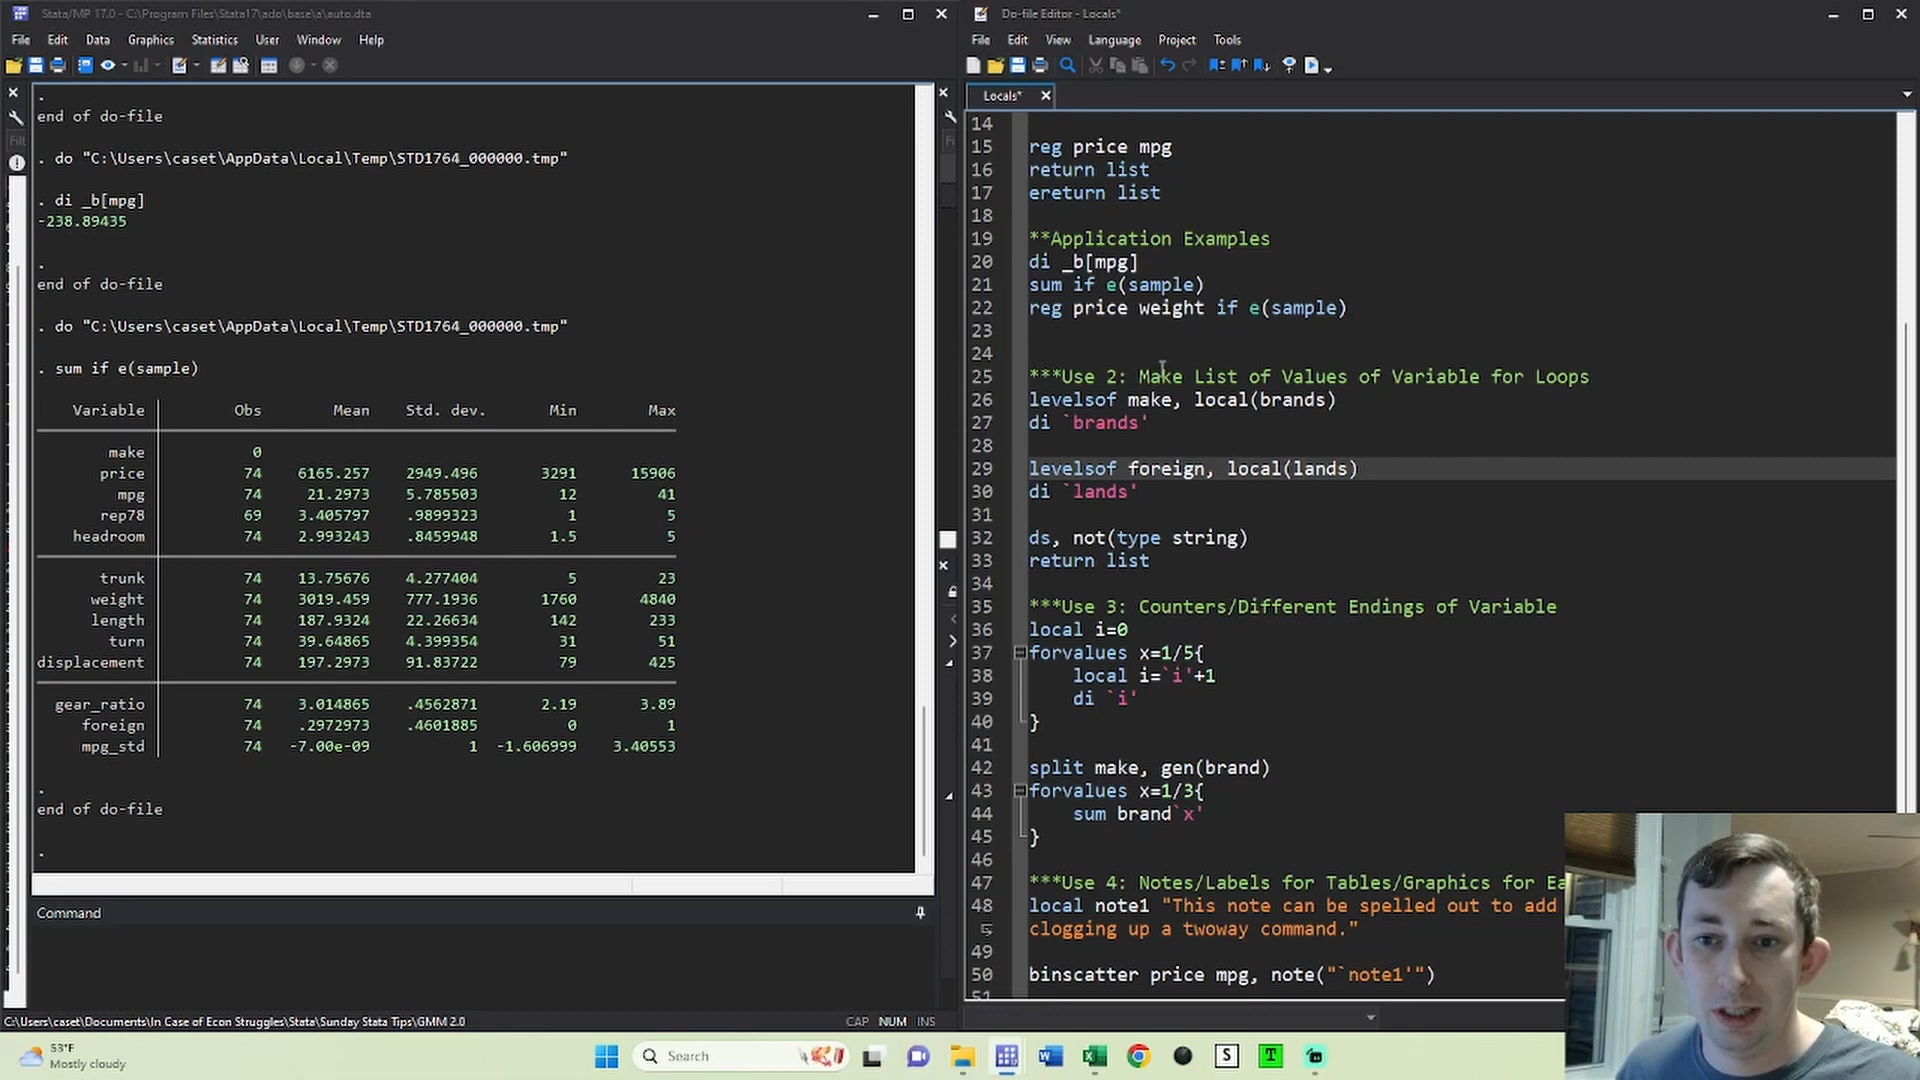 Stata/MP 17.0 - C:\Program Files\Stata17\ado\base\a\auto.dta
File Edit Data Graphics Statistics User Window Help
.
end of do-file
. do "C:\Users\caset\AppData\Local\Temp\STD1764_000000.tmp"
. di _b[mpg]
-238.89435
.
end of do-file
. do "C:\Users\caset\AppData\Local\Temp\STD1764_000000.tmp"
. sum if e(sample)
Variable Obs Mean Std. dev. Min Max
make 0
price 74 6165.257 2949.496 3291 15906
mpg 74 21.2973 5.785503 12 41
rep78 69 3.405797 .9899323 1 5
headroom 74 2.993243 .8459948 1.5 5
trunk 74 13.75676 4.277404 5 23
weight 74 3019.459 777.1936 1760 4840
length 74 187.9324 22.26634 142 233
turn 74 39.64865 4.399354 31 51
displacement 74 197.2973 91.83722 79 425
gear_ratio 74 3.014865 .4562871 2.19 3.89
foreign 74 .2972973 .4601885 0 1
mpg_std 74 -7.00e-09 1 -1.606999 3.40553
.
end of do-file
.
Command
C:\Users\caset\Documents\In Case of Econ Struggles\Stata\Sunday Stata Tips\GMM 2.0
CAP NUM INS
Do-file Editor - Locals*
File Edit View Language Project Tools
Locals*
14
15 reg price mpg
16 return list
17 ereturn list
18
19 **Application Examples
20 di _b[mpg]
21 sum if e(sample)
22 reg price weight if e(sample)
23
24
25 ***Use 2: Make List of Values of Variable for Loops
26 levelsof make, local(brands)
27 di `brands'
28
29 levelsof foreign, local(lands)
30 di `lands'
31
32 ds, not(type string)
33 return list
34
35 ***Use 3: Counters/Different Endings of Variable
36 local i=0
37 forvalues x=1/5{
38 local i=`i'+1
39 di `i'
40 }
41
42 split make, gen(brand)
43 forvalues x=1/3{
44 sum brand`x'
45 }
46
47 ***Use 4: Notes/Labels for Tables/Graphics for Ea
48 local note1 "This note can be spelled out to add
clogging up a twoway command."
49
50 binscatter price mpg, note("`note1'")
51
53°F
Mostly cloudy
Search